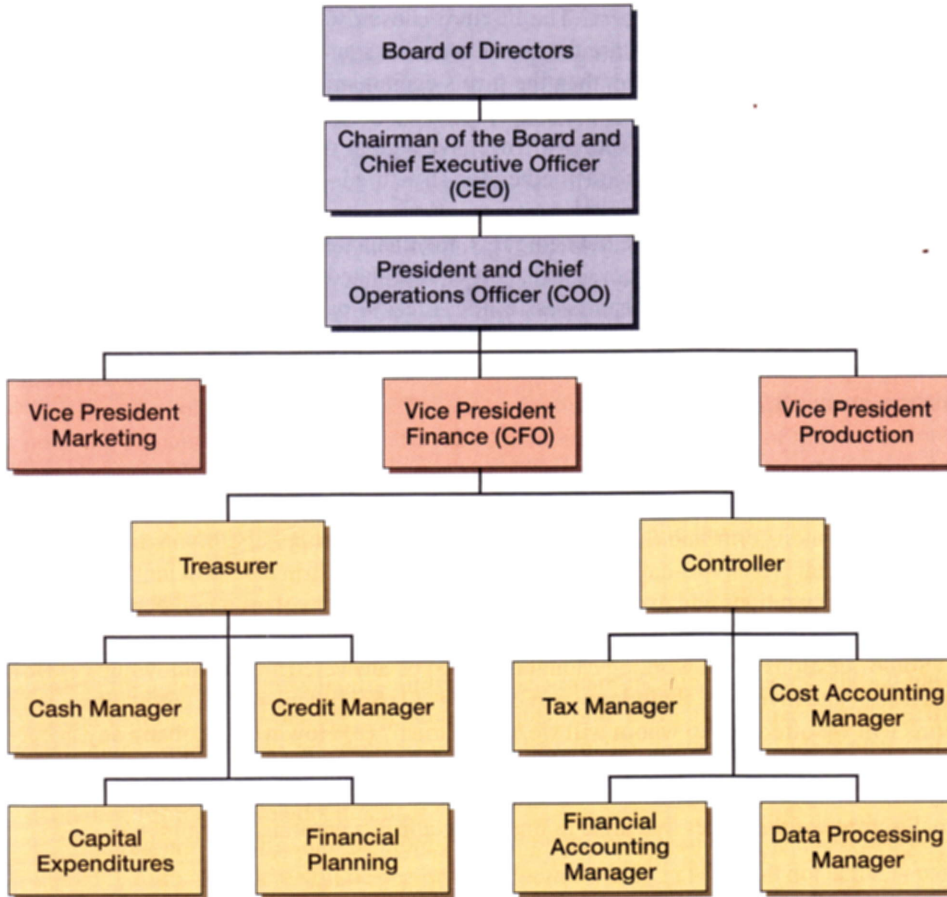 Board of Directors
Chairman of the Board and
Chief Executive Officer
(CEO)
President and Chief
Operations Officer (COO)
Vice President
Marketing
Vice President
Finance (CFO)
Vice President
Production
Treasurer
Controller
Cash Manager
Credit Manager
Tax Manager
Cost Accounting
Manager
Capital
Expenditures
Financial
Planning
Financial
Accounting
Manager
Data Processing
Manager